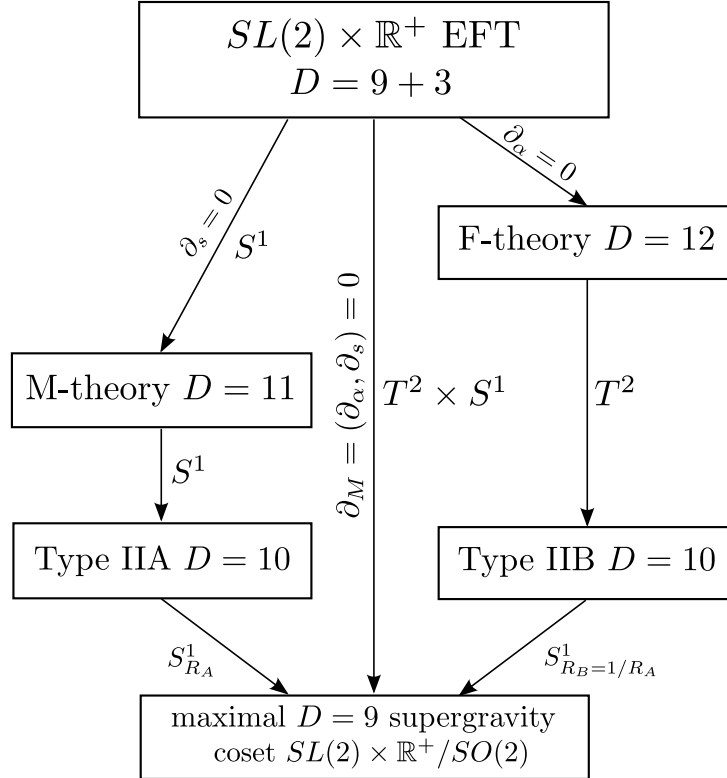 SL(2) × ℝ⁺ EFT
D = 9 + 3
∂ₛ = 0
S¹
∂_α = 0
F-theory D = 12
M-theory D = 11
∂_M = (∂_α, ∂ₛ) = 0
T² × S¹
T²
S¹
Type IIA D = 10
Type IIB D = 10
S¹_{R_A}
S¹_{R_B=1/R_A}
maximal D = 9 supergravity
coset SL(2) × ℝ⁺/SO(2)